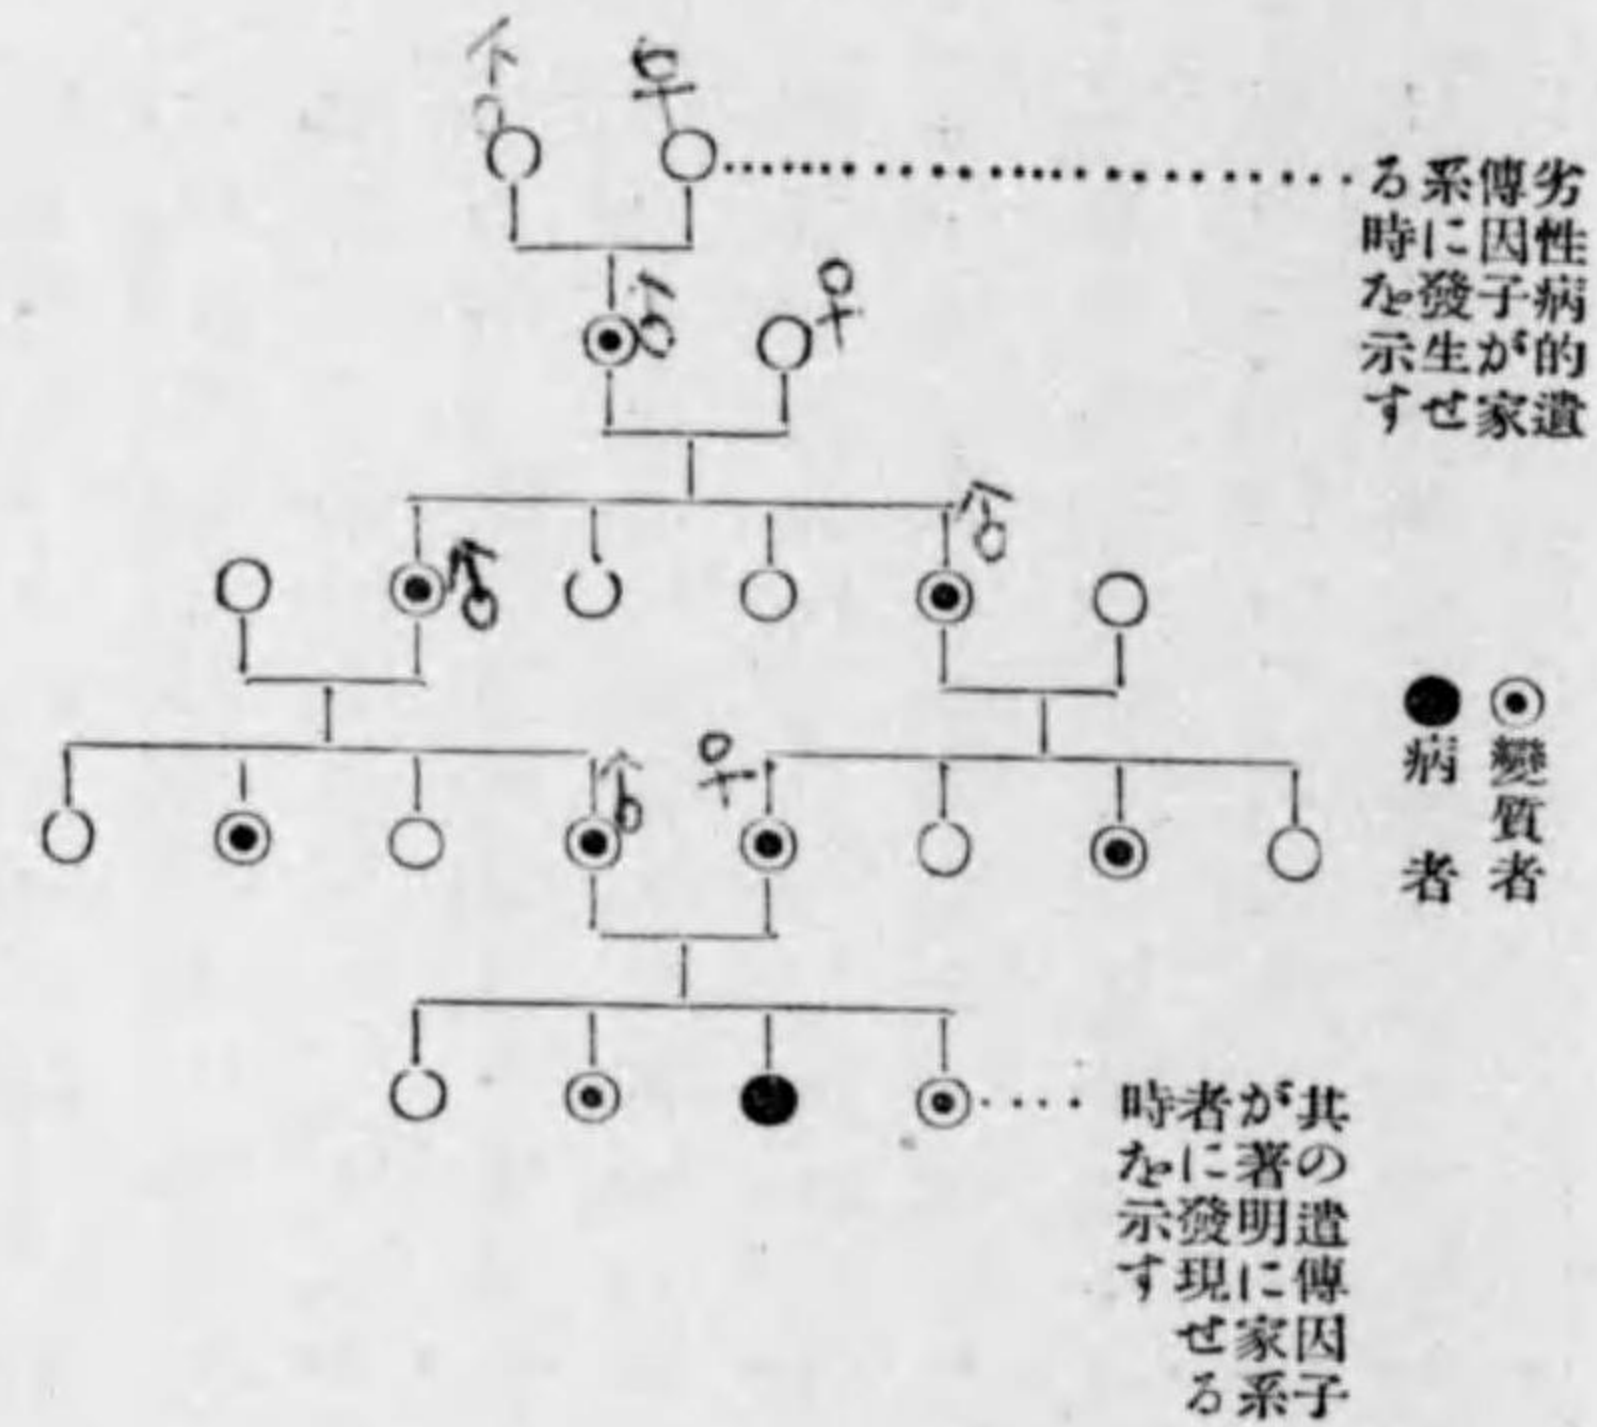 劣性病的遺
傳因子が家
系に發生せ
る時を示す
◉變質者
●病者
其の遺傳因子
が著明に家系
者に發現せる
時を示す
♂
♀
♂
♀
♂
♂
♂
♀